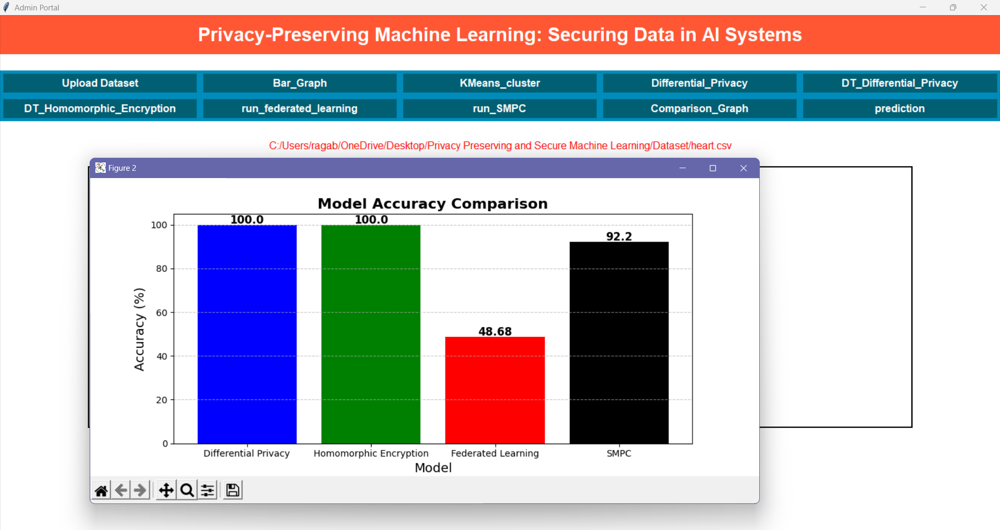 Admin Portal
Privacy-Preserving Machine Learning: Securing Data in AI Systems
Upload Dataset Bar_Graph KMeans_cluster Differential_Privacy DT_Differential_Privacy
DT_Homomorphic_Encryption run_federated_learning run_SMPC Comparison_Graph prediction
C:/Users/ragab/OneDrive/Desktop/Privacy Preserving and Secure Machine Learning/Dataset/heart.csv
Figure 2
Model Accuracy Comparison
100.0 100.0
100
92.2
80
60
48.68
Accuracy (%)
40
20
0
Differential Privacy Homomorphic Encryption Federated Learning SMPC
Model